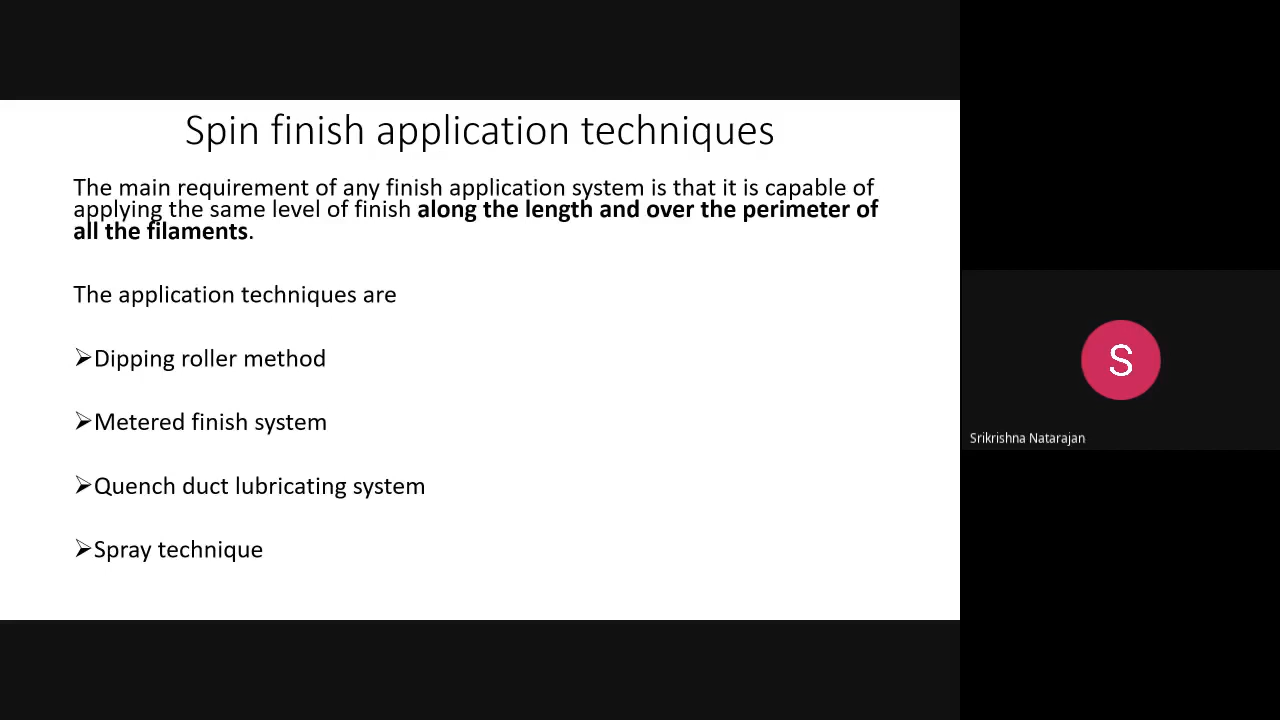 Spin finish application techniques
The main requirement of any finish application system is that it is capable of
applying the same level of finish along the length and over the perimeter of
all the filaments.
The application techniques are
➢Dipping roller method
➢Metered finish system
➢Quench duct lubricating system
➢Spray technique
S
Srikrishna Natarajan